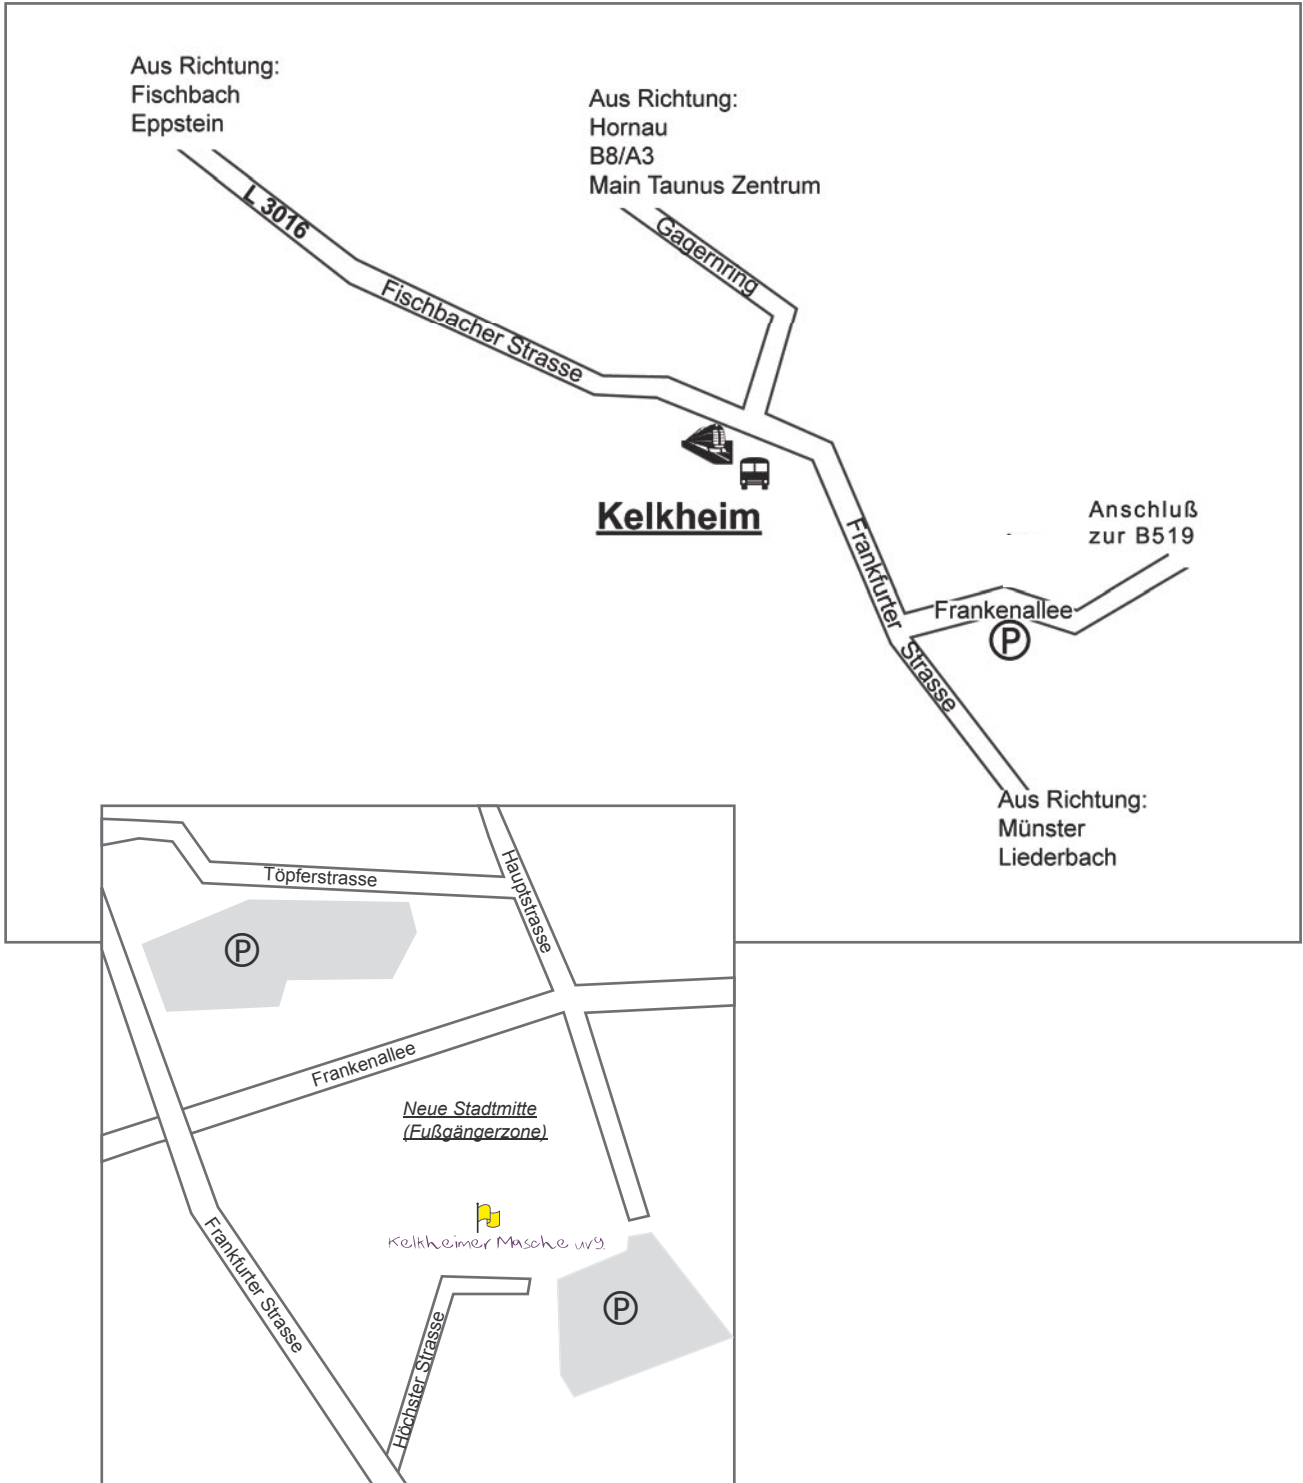 Aus Richtung:
Fischbach
Eppstein
Aus Richtung:
Hornau
B8/A3
Main Taunus Zentrum
L 3016
Gagernring
Fischbacher Strasse
Kelkheim
Anschluß
zur B519
Frankfurter Strasse
Frankenallee
P
Aus Richtung:
Münster
Liederbach
Töpferstrasse
Hauptstrasse
P
Frankenallee
Neue Stadtmitte
(Fußgängerzone)
Kelkheimer Masche
Frankfurter Strasse
P
Höchster Strasse